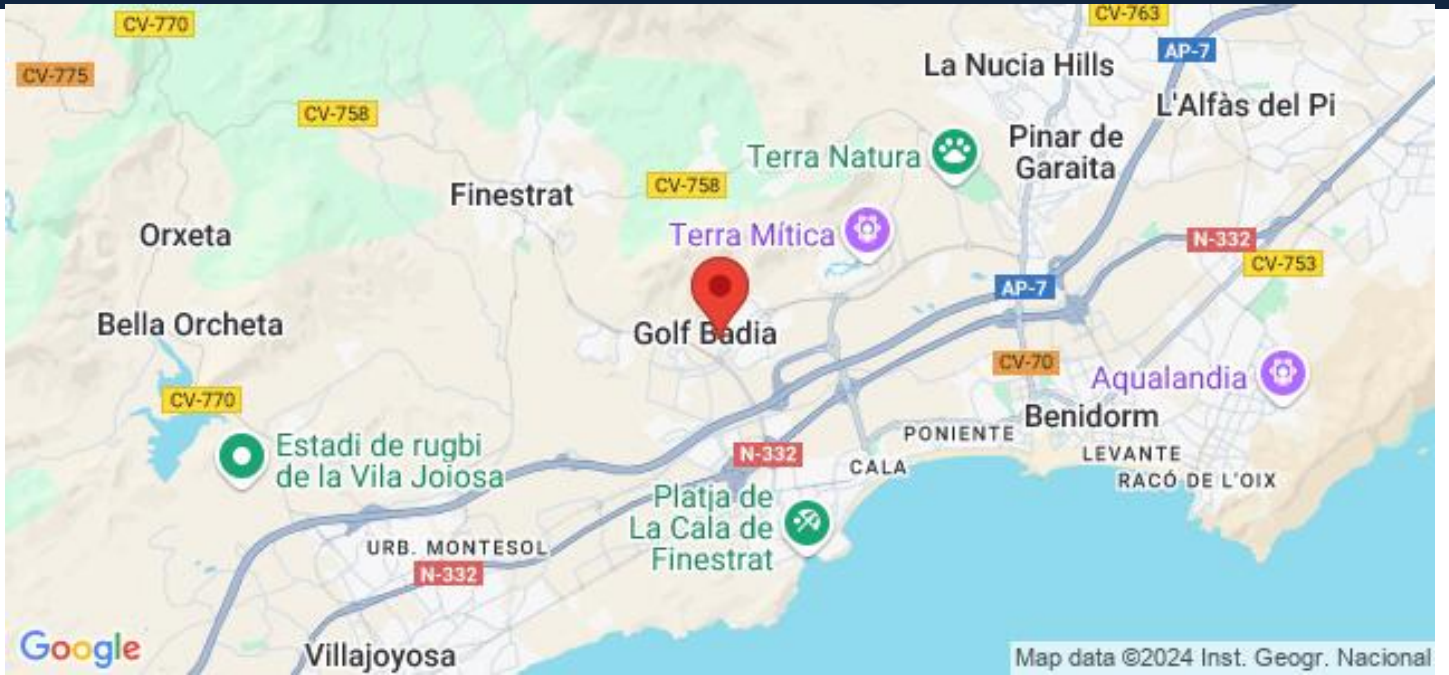 CV-770
CV-763
AP-7
La Nucia Hills
CV-775
CV-758
L'Alfàs del Pi
Pinar de
Garaita
Terra Natura
Finestrat
CV-758
Orxeta
Terra Mítica
N-332
CV-753
AP-7
Bella Orcheta
Golf Badia
CV-70
Aqualandia
CV-770
Benidorm
PONIENTE
Estadi de rugbi
de la Vila Joiosa
N-332
CALA
LEVANTE
RACÓ DE L'OIX
Platja de
La Cala de
Finestrat
URB. MONTESOL
N-332
Google
Villajoyosa
Map data ©2024 Inst. Geogr. Nacional